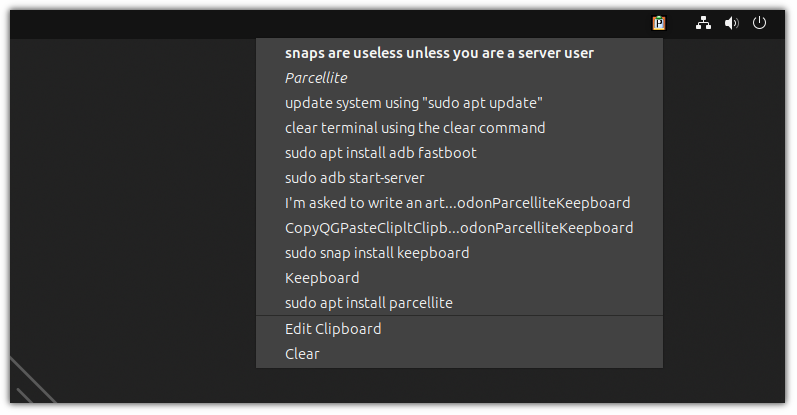 P
snaps are useless unless you are a server user
Parcellite
update system using "sudo apt update"
clear terminal using the clear command
sudo apt install adb fastboot
sudo adb start-server
I'm asked to write an art...odonParcelliteKeepboard
CopyQGPasteClipltClipb...odonParcelliteKeepboard
sudo snap install keepboard
Keepboard
sudo apt install parcellite
Edit Clipboard
Clear